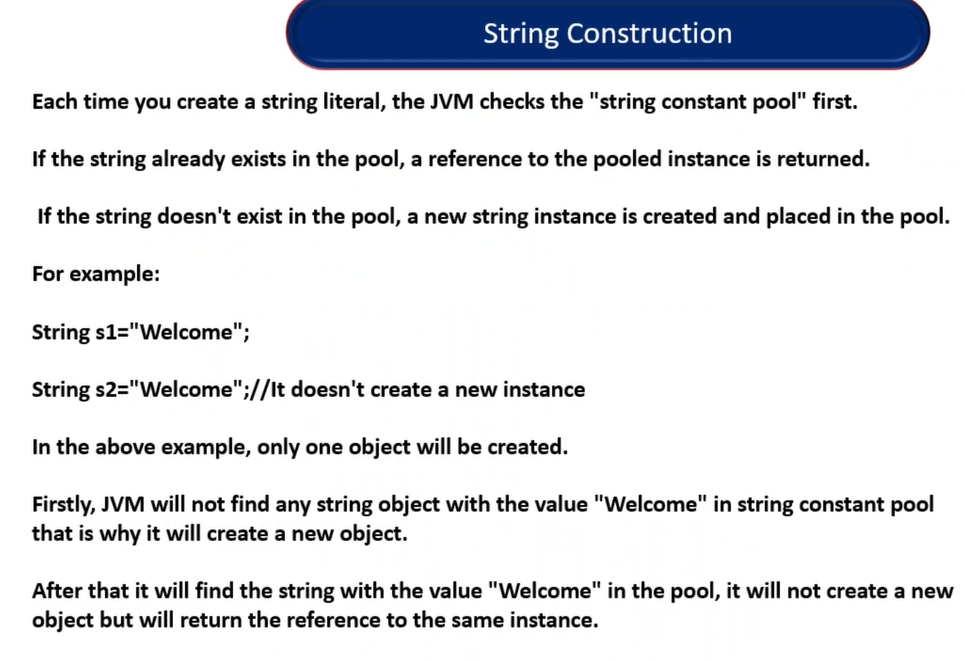 String Construction
Each time you create a string literal, the JVM checks the "string constant pool" first.
If the string already exists in the pool, a reference to the pooled instance is returned.
If the string doesn't exist in the pool, a new string instance is created and placed in the pool.
For example:
String s1="Welcome";
String s2="Welcome";//It doesn't create a new instance
In the above example, only one object will be created.
Firstly, JVM will not find any string object with the value "Welcome" in string constant pool
that is why it will create a new object.
After that it will find the string with the value "Welcome" in the pool, it will not create a new
object but will return the reference to the same instance.